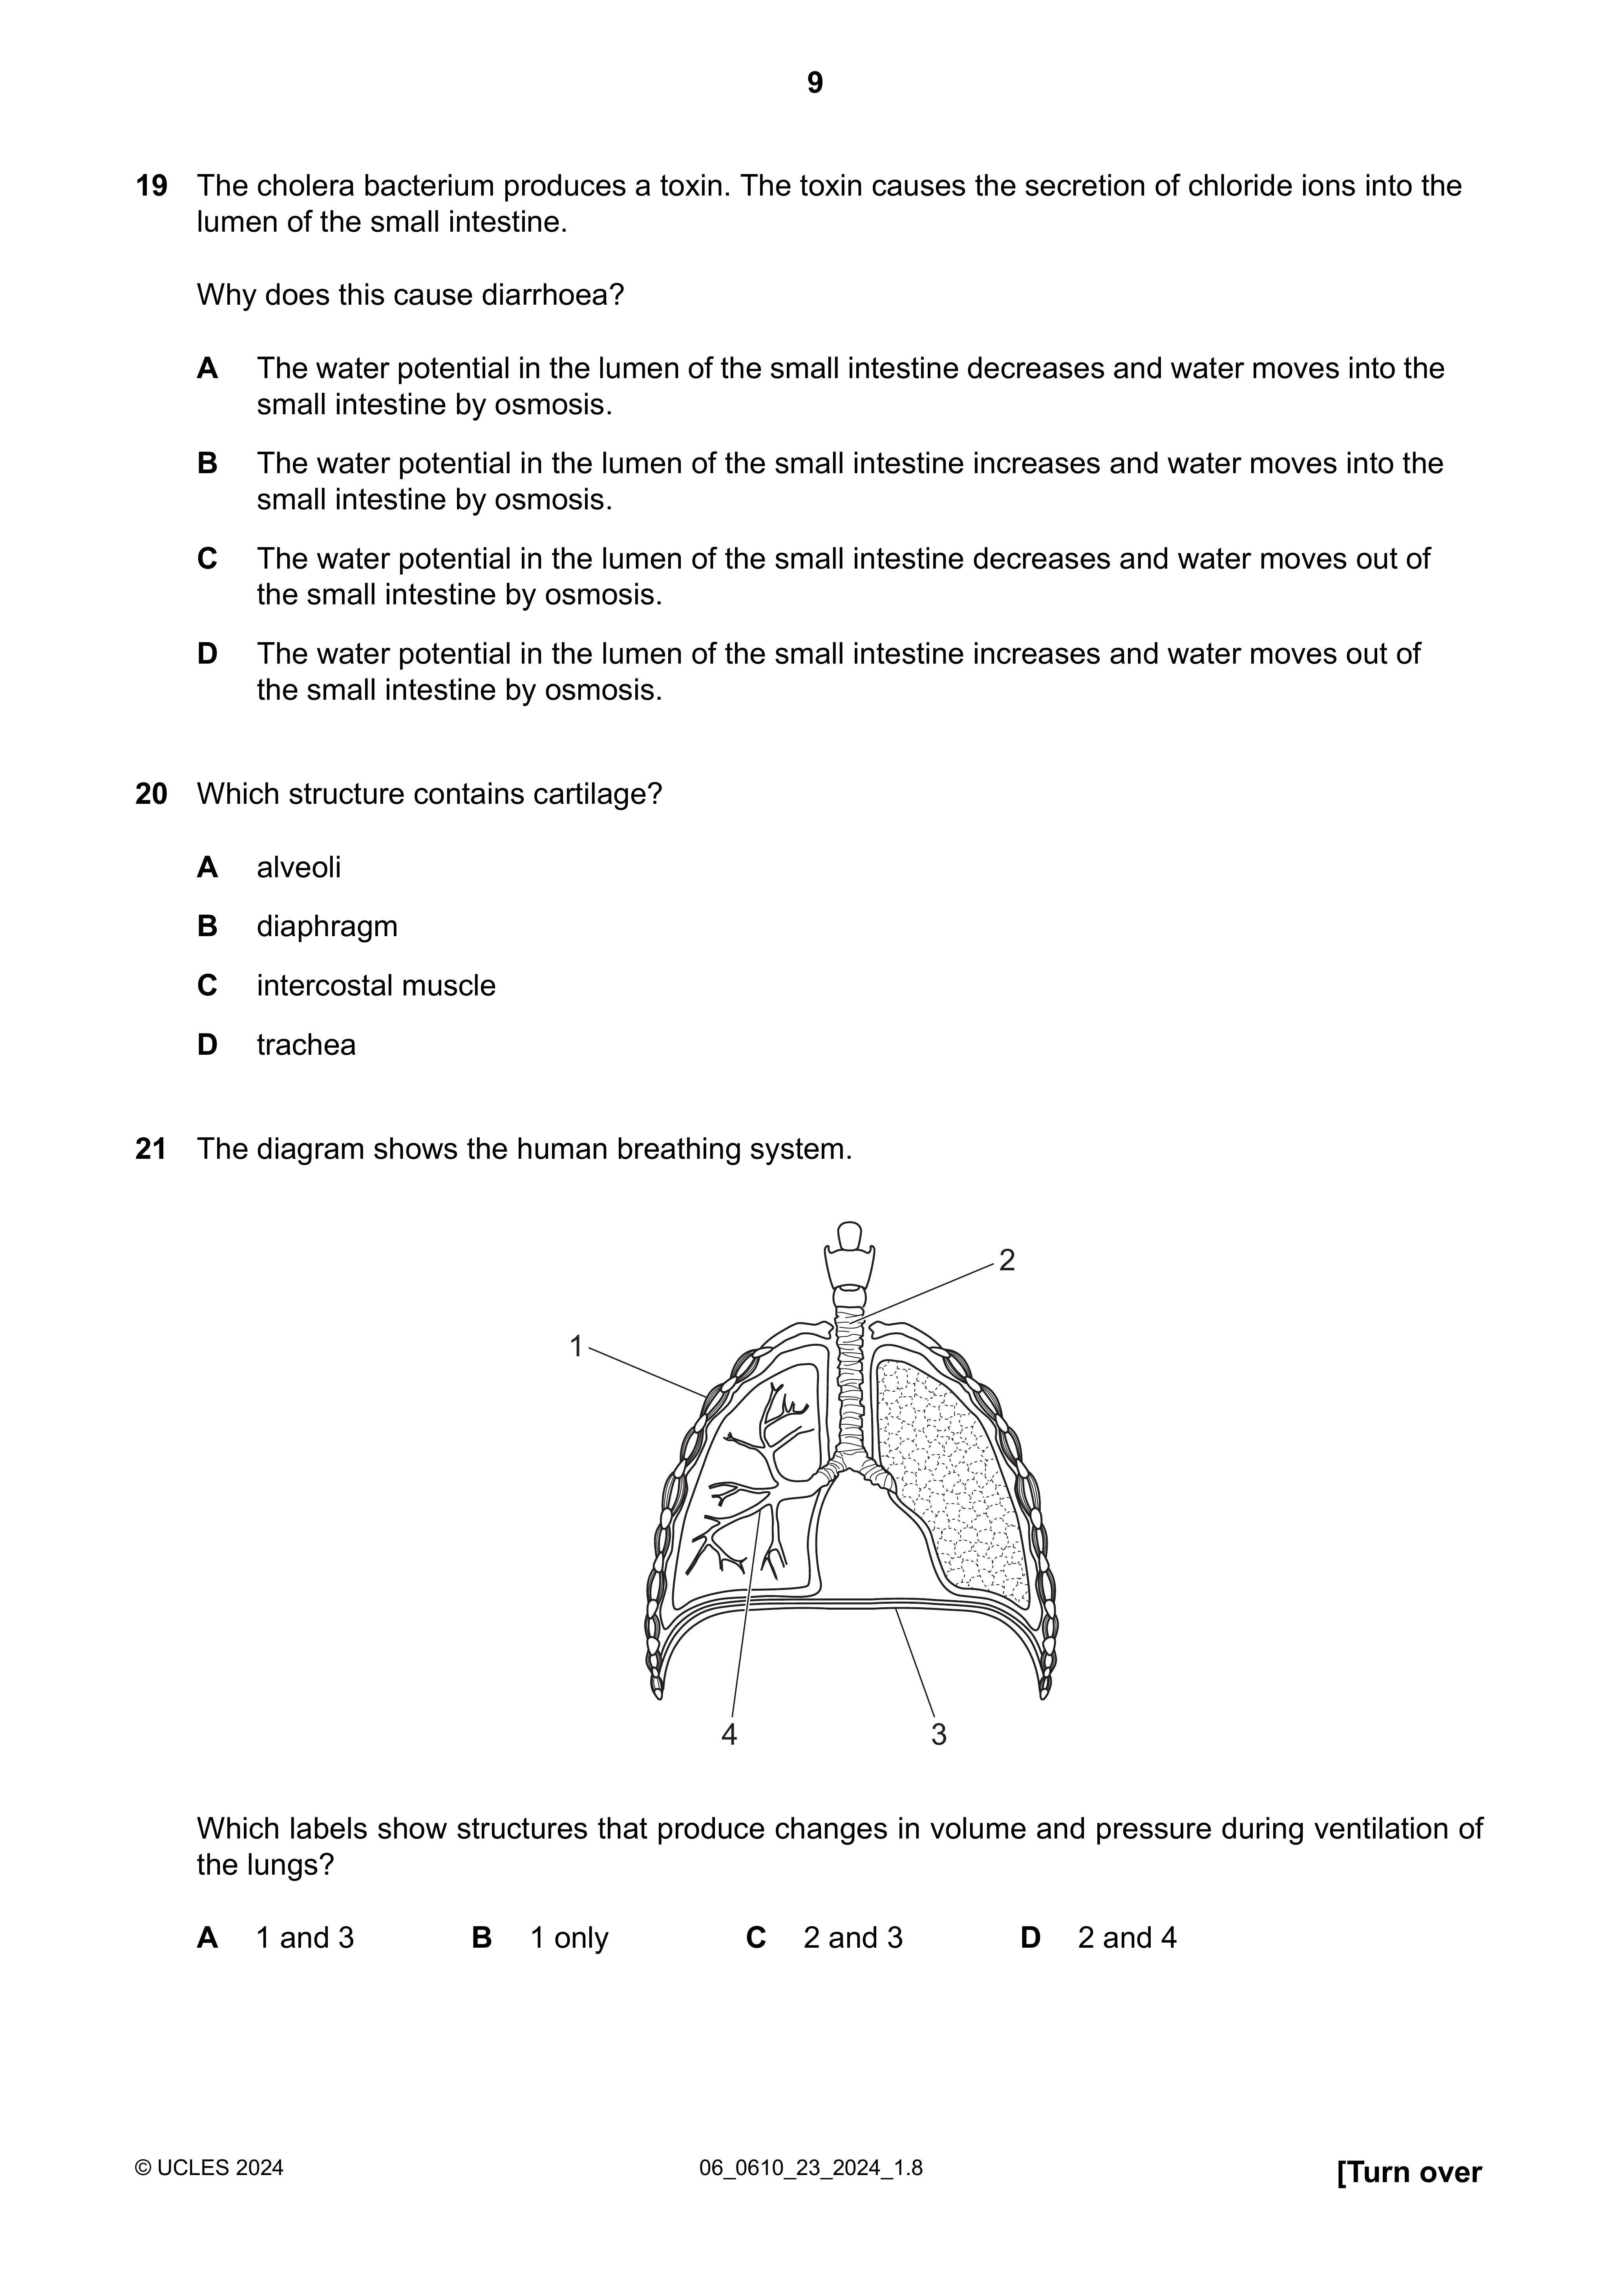 9
19 The cholera bacterium produces a toxin. The toxin causes the secretion of chloride ions into the
lumen of the small intestine.
Why does this cause diarrhoea?
A The water potential in the lumen of the small intestine decreases and water moves into the
small intestine by osmosis.
B The water potential in the lumen of the small intestine increases and water moves into the
small intestine by osmosis.
C The water potential in the lumen of the small intestine decreases and water moves out of
the small intestine by osmosis.
D The water potential in the lumen of the small intestine increases and water moves out of
the small intestine by osmosis.
20 Which structure contains cartilage?
A alveoli
B diaphragm
C intercostal muscle
D trachea
21 The diagram shows the human breathing system.
2
1
4 3
Which labels show structures that produce changes in volume and pressure during ventilation of
the lungs?
A 1 and 3 B 1 only C 2 and 3 D 2 and 4
© UCLES 2024 06_0610_23_2024_1.8 [Turn over